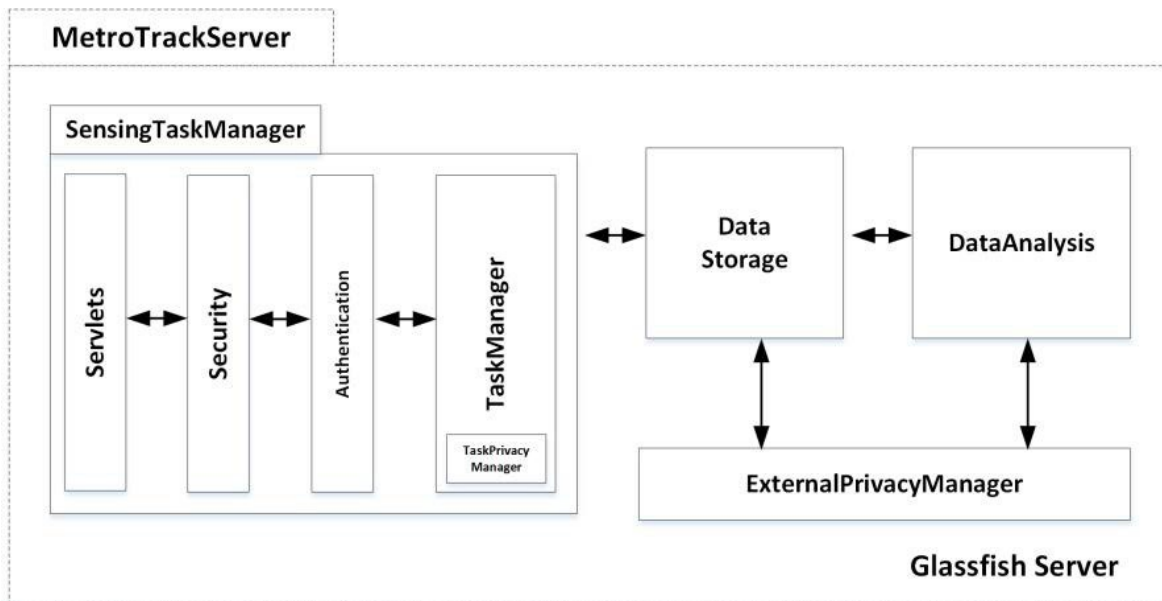 MetroTrackServer
SensingTaskManager
Servlets
Security
Authentication
TaskManager
TaskPrivacy
Manager
Data
Storage
DataAnalysis
ExternalPrivacyManager
Glassfish Server